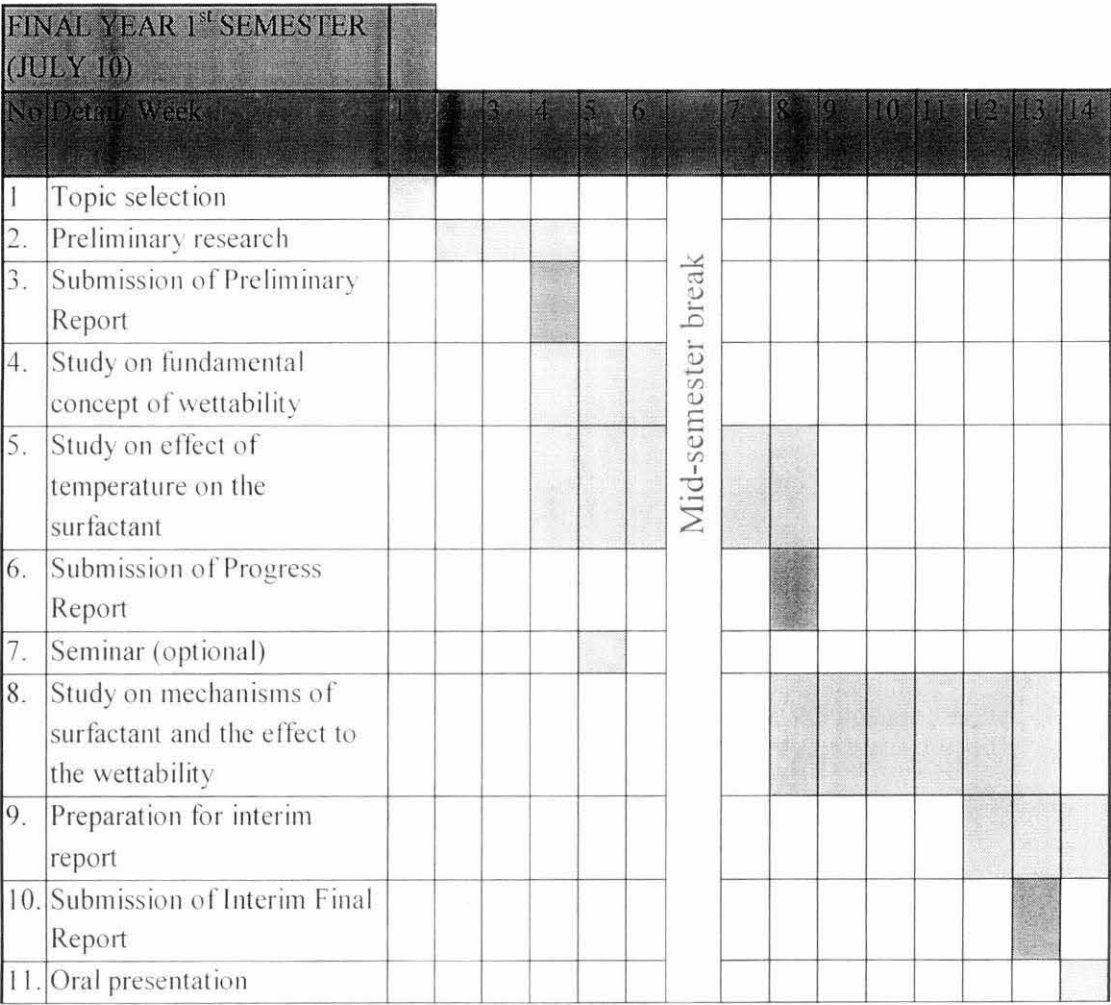 FINAL YEAR 1st SEMESTER
(JULY 10)
No Detail/ Week 1 2 3 4 5 6 7 8 9 10 11 12 13 14
1 Topic selection
2. Preliminary research
3. Submission of Preliminary
Report
4. Study on fundamental
concept of wettability
5. Study on effect of
temperature on the
surfactant
6. Submission of Progress
Report
7. Seminar (optional)
8. Study on mechanisms of
surfactant and the effect to
the wettability
9. Preparation for interim
report
10. Submission of Interim Final
Report
11. Oral presentation
Mid-semester break